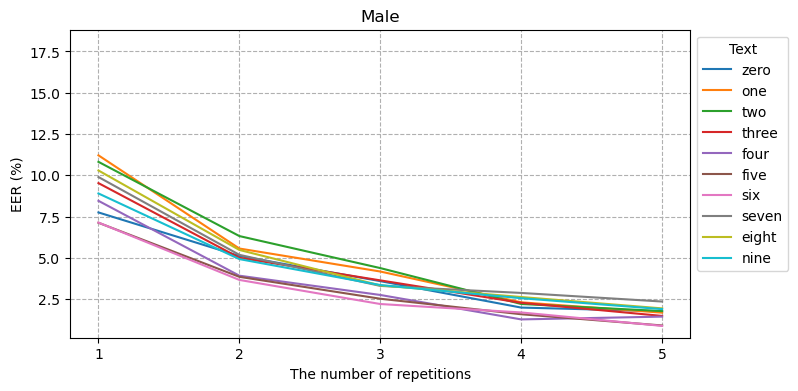 Male
17.5
15.0
12.5
10.0
7.5
5.0
2.5
EER (%)
1 2 3 4 5
The number of repetitions
Text
zero
one
two
three
four
five
six
seven
eight
nine